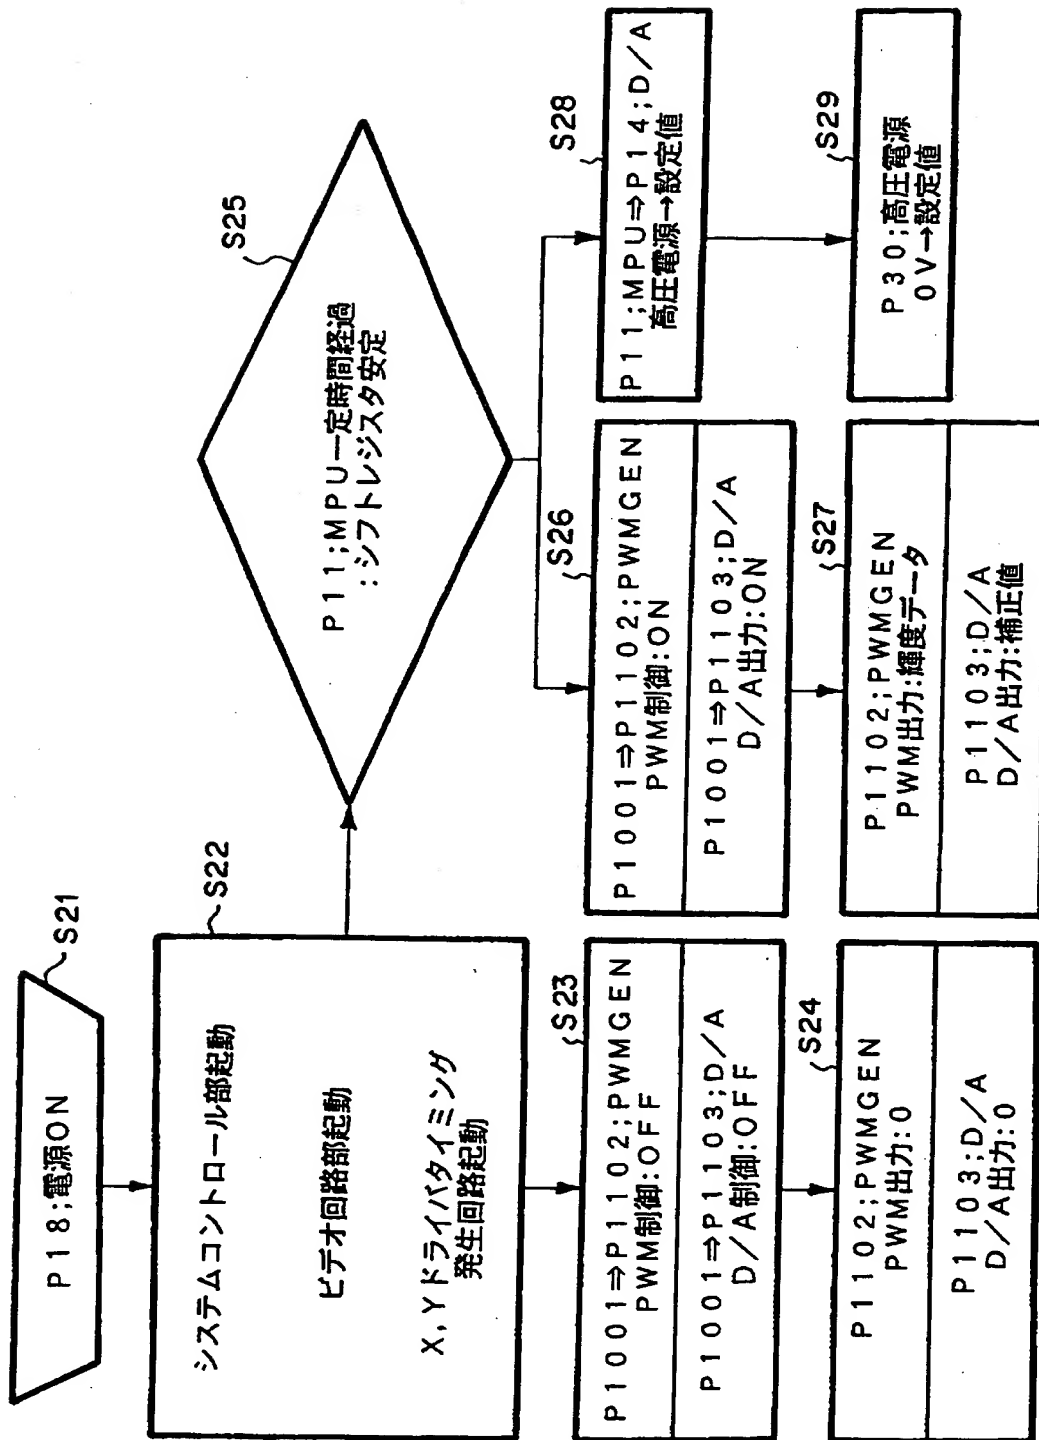 S21
P18;電源ON
S22
システムコントロール部起動
ビデオ回路部起動
X,Yドライバタイミング
発生回路起動
S23
P1001⇒P1102;PWMGEN
PWM制御:OFF
P1001⇒P1103;D/A
D/A制御:OFF
S24
P1102;PWMGEN
PWM出力:0
P1103;D/A
D/A出力:0
S25
P11;MPU一定時間経過
:シフトレジスタ安定
S26
P1001⇒P1102;PWMGEN
PWM制御:ON
P1001⇒P1103;D/A
D/A出力:ON
S27
P1102;PWMGEN
PWM出力:輝度データ
P1103;D/A
D/A出力:補正値
S28
P11;MPU⇒P14;D/A
高圧電源→設定値
S29
P30;高圧電源
0V→設定値